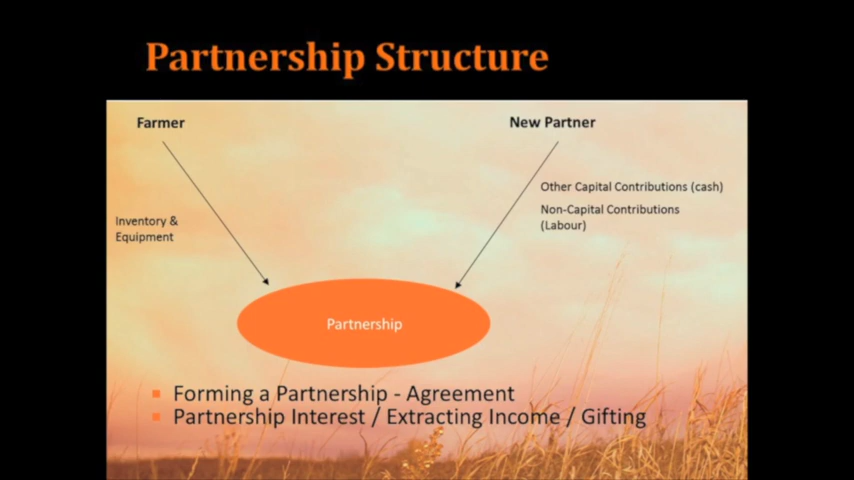 Partnership Structure
Farmer
New Partner
Other Capital Contributions (cash)
Non-Capital Contributions
(Labour)
Inventory &
Equipment
Partnership
Forming a Partnership - Agreement
Partnership Interest / Extracting Income / Gifting